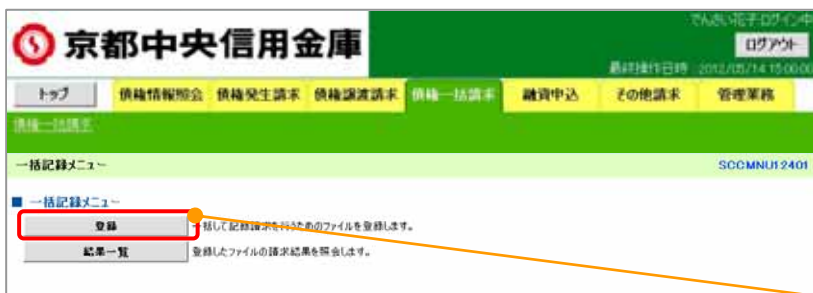 でんさい花子ログイン中
京都中央信用金庫
ログアウト
最終操作日時 2012/05/14 15:00:00
トップ 債権情報照会 債権発生請求 債権譲渡請求 債権一括請求 融資申込 その他請求 管理業務
債権一括請求
一括記録メニュー SCCMNU12401
■ 一括記録メニュー
登録 一括して記録請求を行うためのファイルを登録します。
結果一覧 登録したファイルの請求結果を照会します。